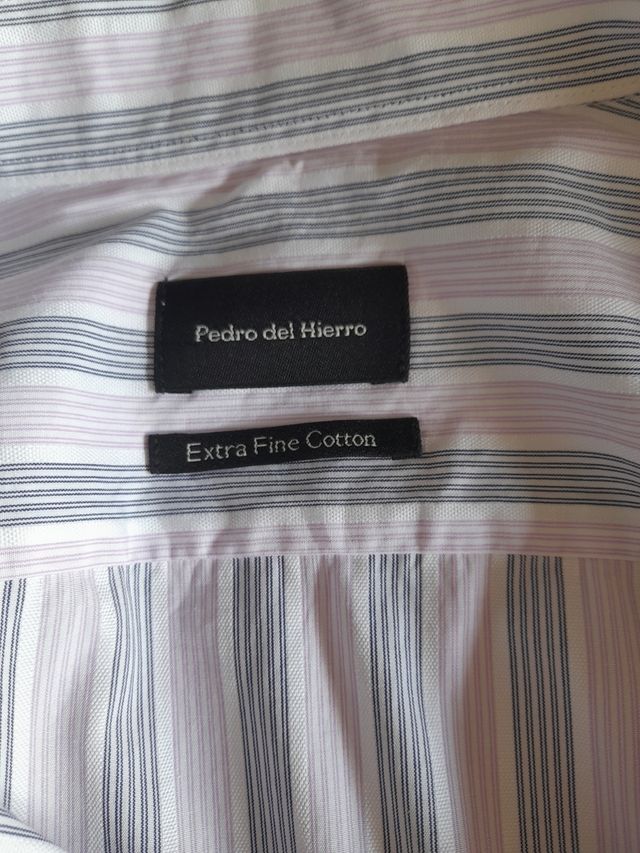 Pedro del Hierro
Extra Fine Cotton